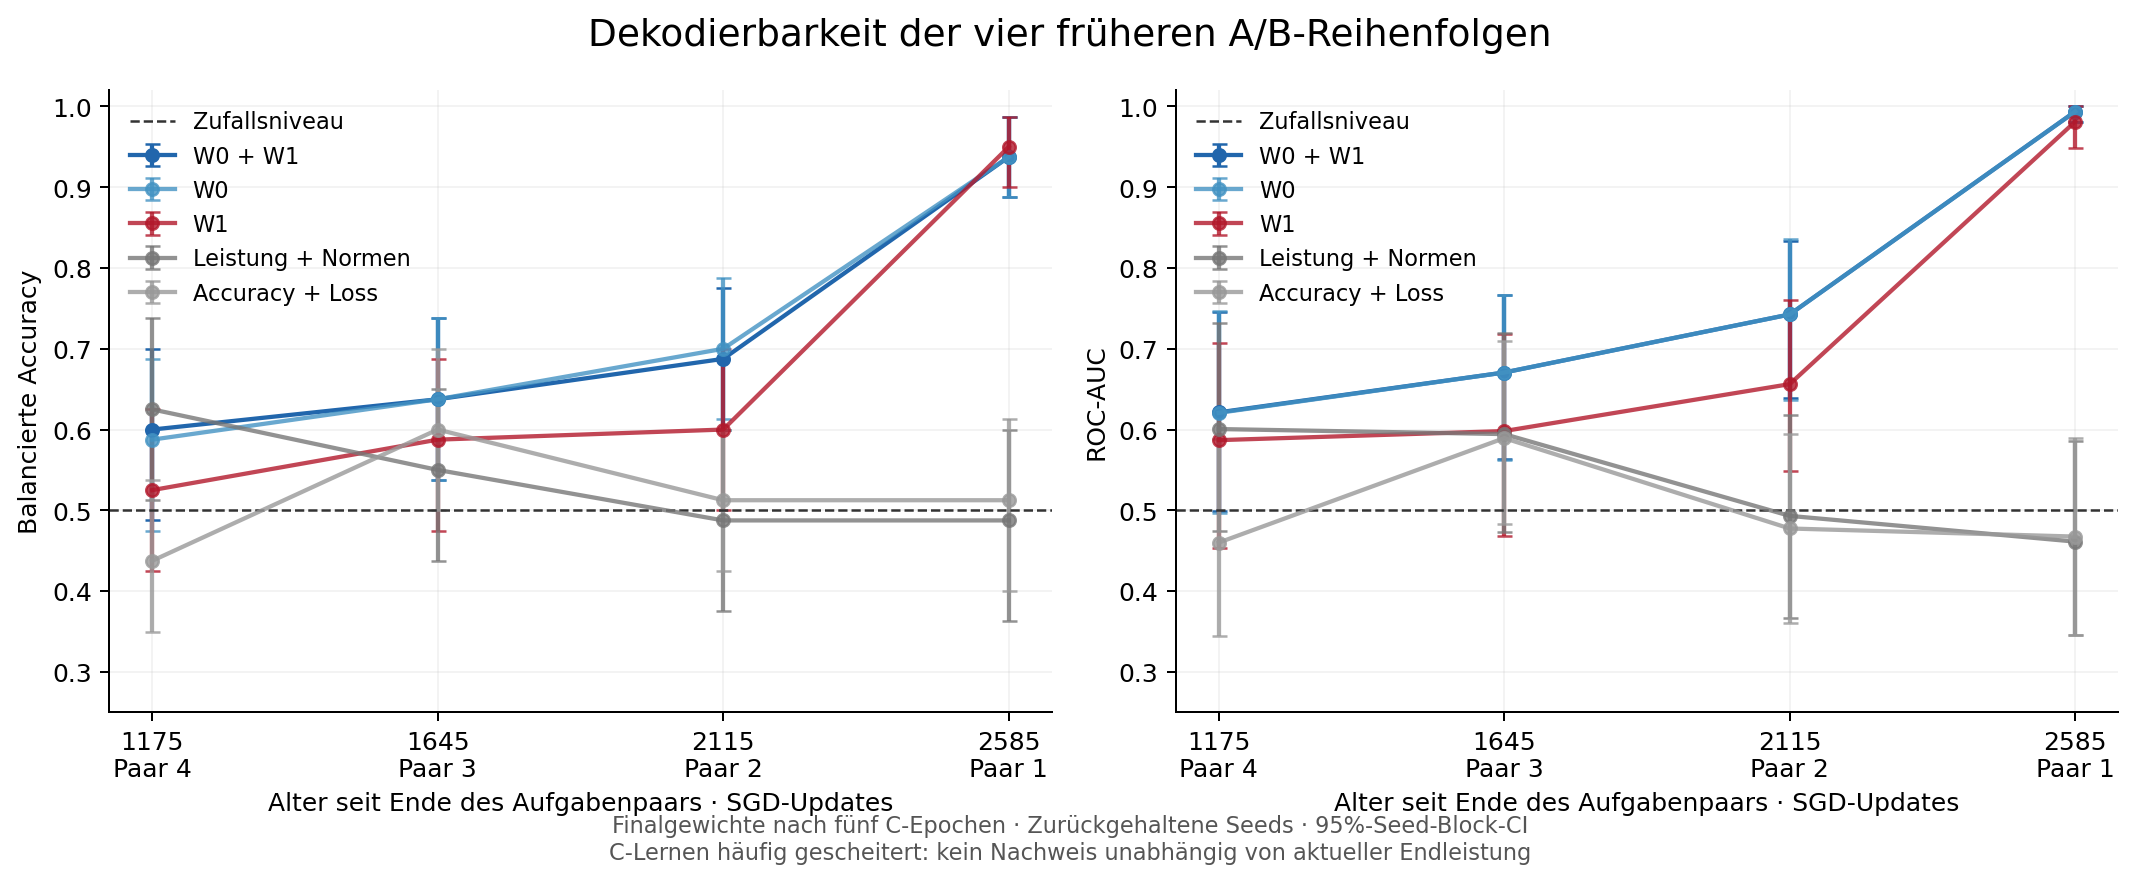 Dekodierbarkeit der vier früheren A/B-Reihenfolgen
Balancierte Accuracy
1.0
0.9
0.8
0.7
0.6
0.5
0.4
0.3
Zufallsniveau
W0 + W1
W0
W1
Leistung + Normen
Accuracy + Loss
1175
Paar 4
1645
Paar 3
2115
Paar 2
2585
Paar 1
Alter seit Ende des Aufgabenpaars · SGD-Updates
ROC-AUC
1.0
0.9
0.8
0.7
0.6
0.5
0.4
0.3
Zufallsniveau
W0 + W1
W0
W1
Leistung + Normen
Accuracy + Loss
1175
Paar 4
1645
Paar 3
2115
Paar 2
2585
Paar 1
Alter seit Ende des Aufgabenpaars · SGD-Updates
Finalgewichte nach fünf C-Epochen · Zurückgehaltene Seeds · 95%-Seed-Block-CI
C-Lernen häufig gescheitert: kein Nachweis unabhängig von aktueller Endleistung